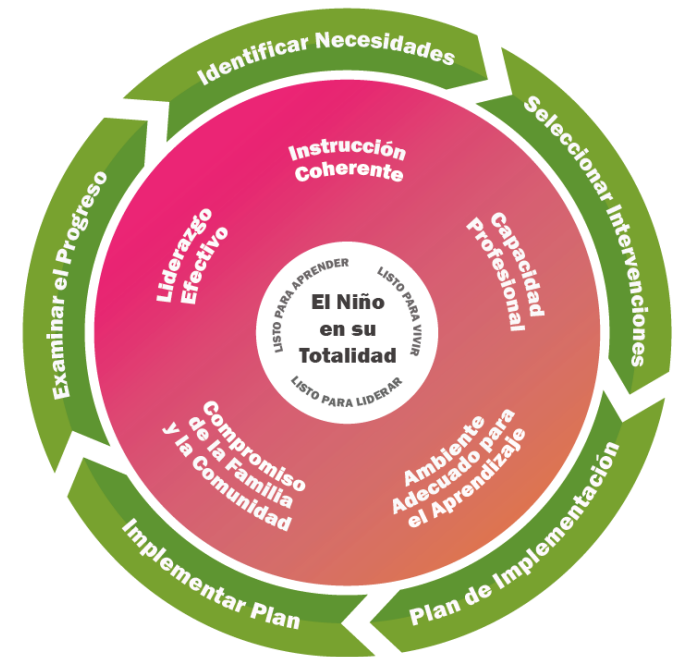 Identificar Necesidades
Seleccionar Intervenciones
Plan de Implementación
Implementar Plan
Examinar el Progreso
Instrucción
Coherente
Capacidad
Profesional
Ambiente
Adecuado para
el Aprendizaje
Compromiso
de la Familia
y la Comunidad
Liderazgo
Efectivo
LISTO PARA APRENDER
LISTO PARA VIVIR
LISTO PARA LIDERAR
El Niño
en su
Totalidad